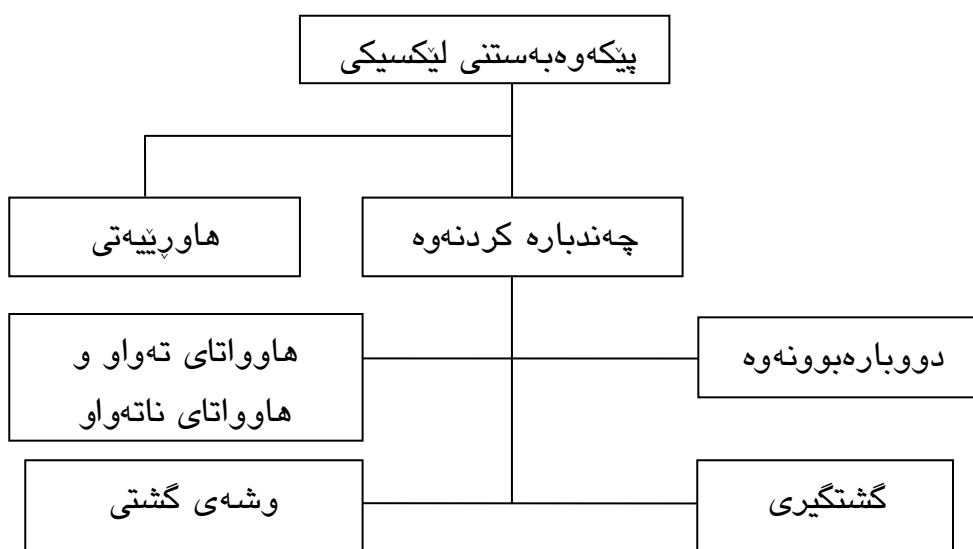 پێکەوەبەستنی لێکسیکی
چەندبارە کردنەوە
هاوڕێیەتی
دووبارەبوونەوە
هاوواتای تەواو و
هاوواتای ناتەواو
گشتگیری
وشەی گشتی